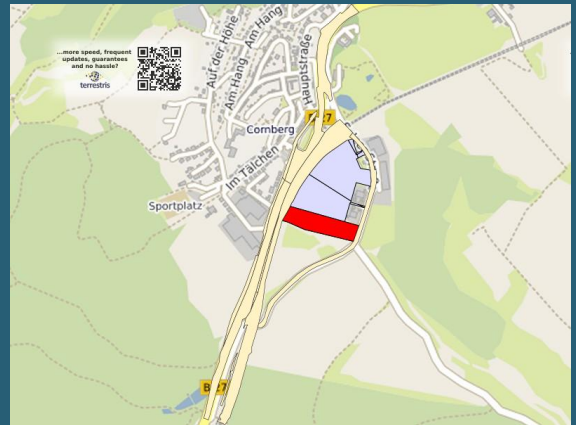 ...more speed, frequent
updates, guarantees
and no hassle?
terrestris
Auf der Höhe
Am Hang
Am Hang
Hauptstraße
B 27
Cornberg
Im Tälchen
Sportplatz
B 27